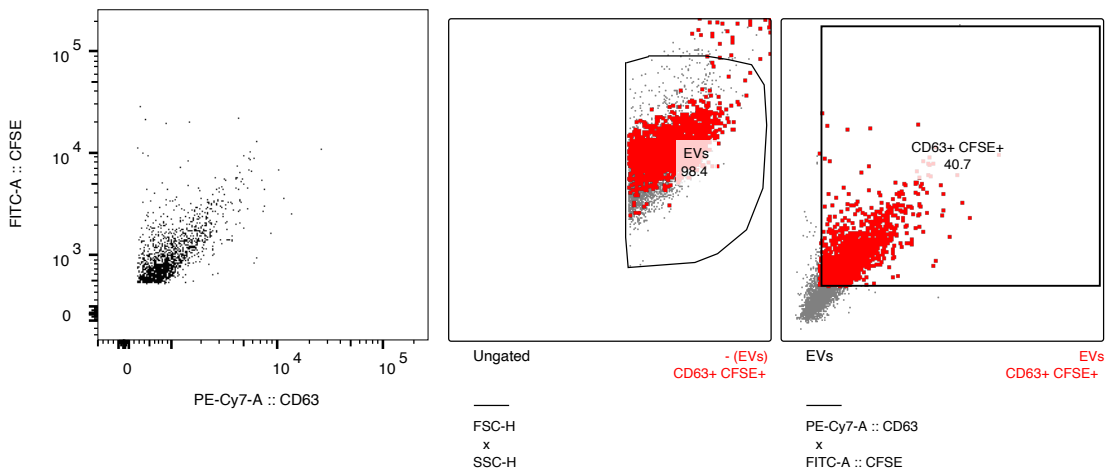 10^5
10^4
10^3
0
FITC-A :: CFSE
0
10^4
10^5
PE-Cy7-A :: CD63
EVs
98.4
Ungated
- (EVs)
CD63+ CFSE+
FSC-H
x
SSC-H
CD63+ CFSE+
40.7
EVs
EVs
CD63+ CFSE+
PE-Cy7-A :: CD63
x
FITC-A :: CFSE